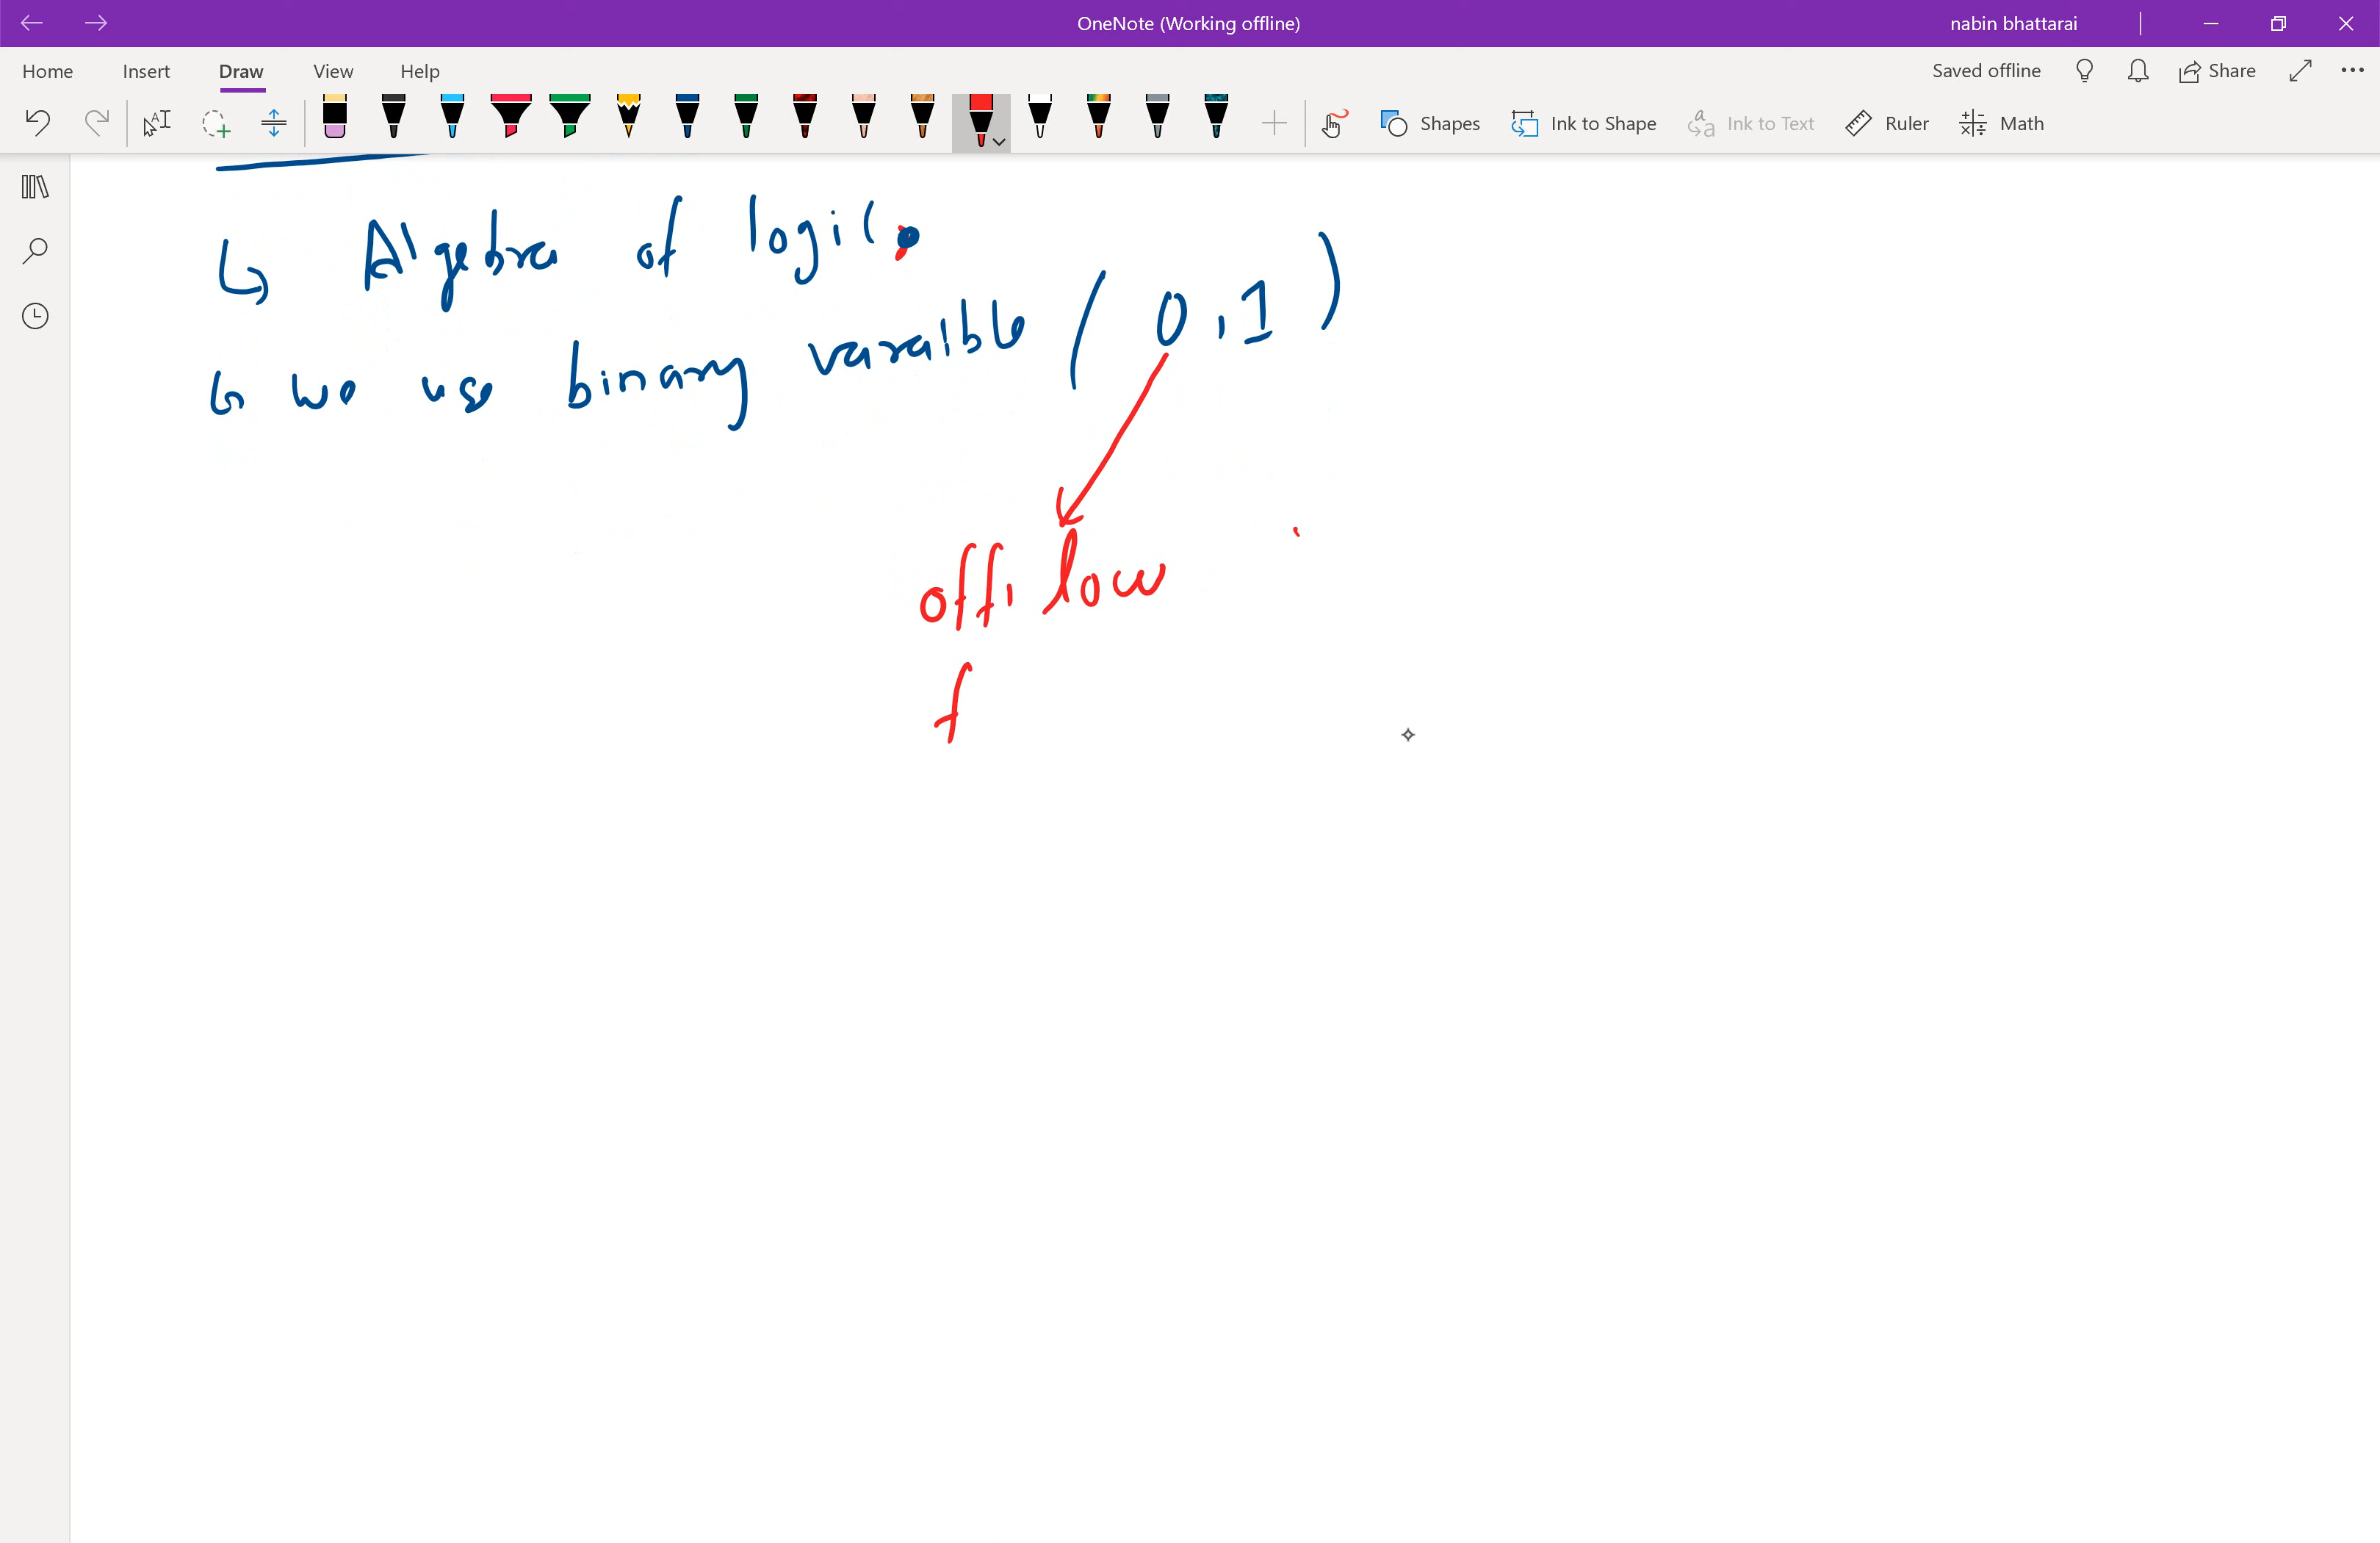 OneNote (Working offline)
nabin bhattarai
Home Insert Draw View Help
Saved offline Share
Shapes Ink to Shape Ink to Text Ruler Math
Algebra of logic.
we use binary varaible (0,1)
off, low
f